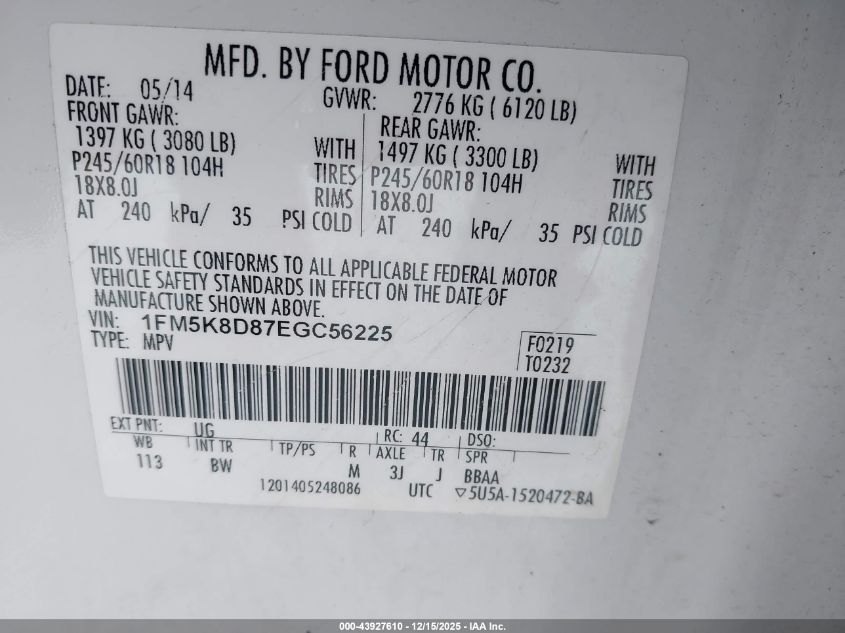 MFD. BY FORD MOTOR CO.
DATE: 05/14 GVWR: 2776 KG ( 6120 LB)
FRONT GAWR: REAR GAWR:
1397 KG ( 3080 LB) WITH 1497 KG ( 3300 LB) WITH
P245/60R18 104H TIRES P245/60R18 104H TIRES
18X8.0J RIMS 18X8.0J RIMS
AT 240 kPa/ 35 PSI COLD AT 240 kPa/ 35 PSI COLD
THIS VEHICLE CONFORMS TO ALL APPLICABLE FEDERAL MOTOR
VEHICLE SAFETY STANDARDS IN EFFECT ON THE DATE OF
MANUFACTURE SHOWN ABOVE.
VIN: 1FM5K8D87EGC56225
TYPE: MPV
F0219
T0232
EXT PNT: UG RC: 44 DSO:
WB INT TR TP/PS R AXLE TR SPR
113 BW M 3J J BBAA
1201405248086 UTC ▽5U5A-1520472-BA
000-43927610 - 12/15/2025 - IAA Inc.